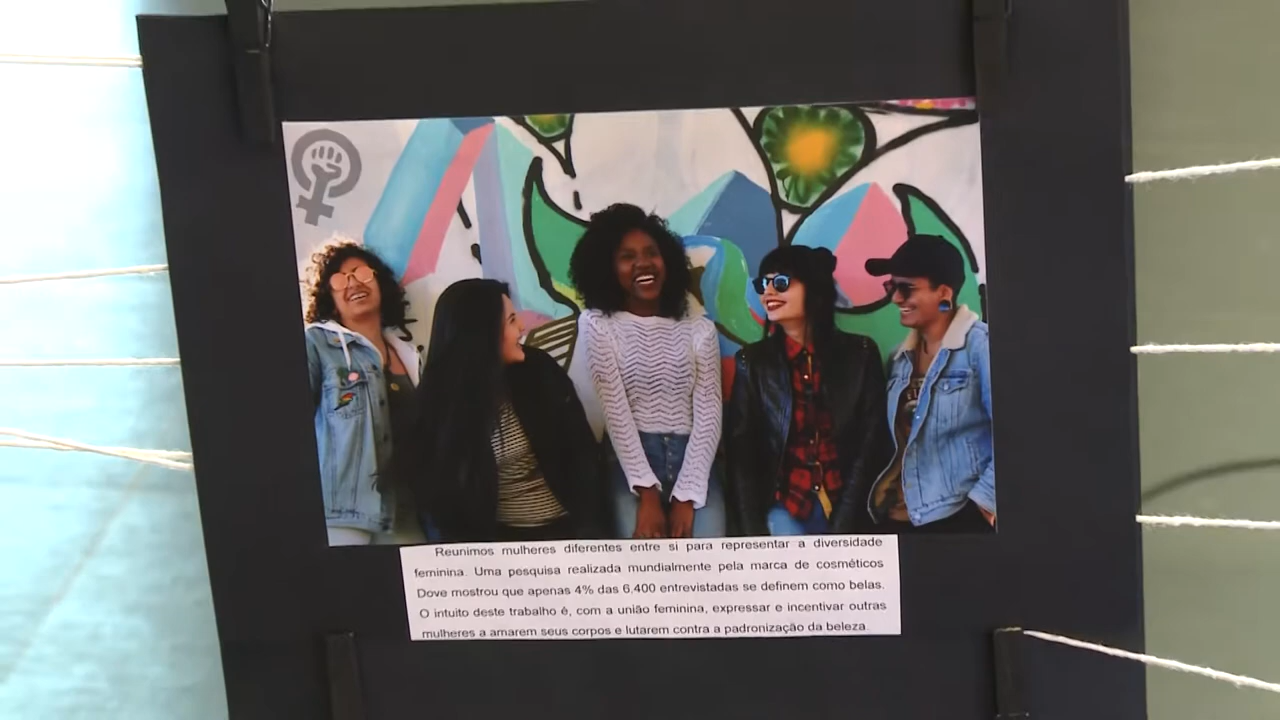 Reunimos mulheres diferentes entre si para representar a diversidade
feminina. Uma pesquisa realizada mundialmente pela marca de cosméticos
Dove mostrou que apenas 4% das 6,400 entrevistadas se definem como belas.
O intuito deste trabalho é, com a união feminina, expressar e incentivar outras
mulheres a amarem seus corpos e lutarem contra a padronização da beleza.